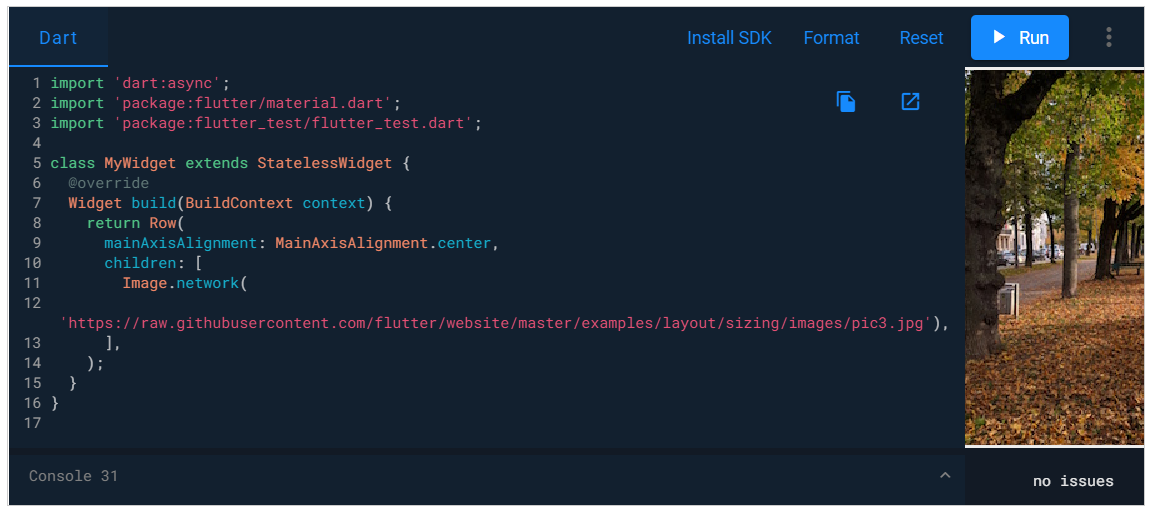 Dart Install SDK Format Reset Run
1 import 'dart:async';
2 import 'package:flutter/material.dart';
3 import 'package:flutter_test/flutter_test.dart';
4
5 class MyWidget extends StatelessWidget {
6   @override
7   Widget build(BuildContext context) {
8     return Row(
9       mainAxisAlignment: MainAxisAlignment.center,
10       children: [
11         Image.network(
12
'https://raw.githubusercontent.com/flutter/website/master/examples/layout/sizing/images/pic3.jpg'),
13       ],
14     );
15   }
16 }
17
Console 31
no issues